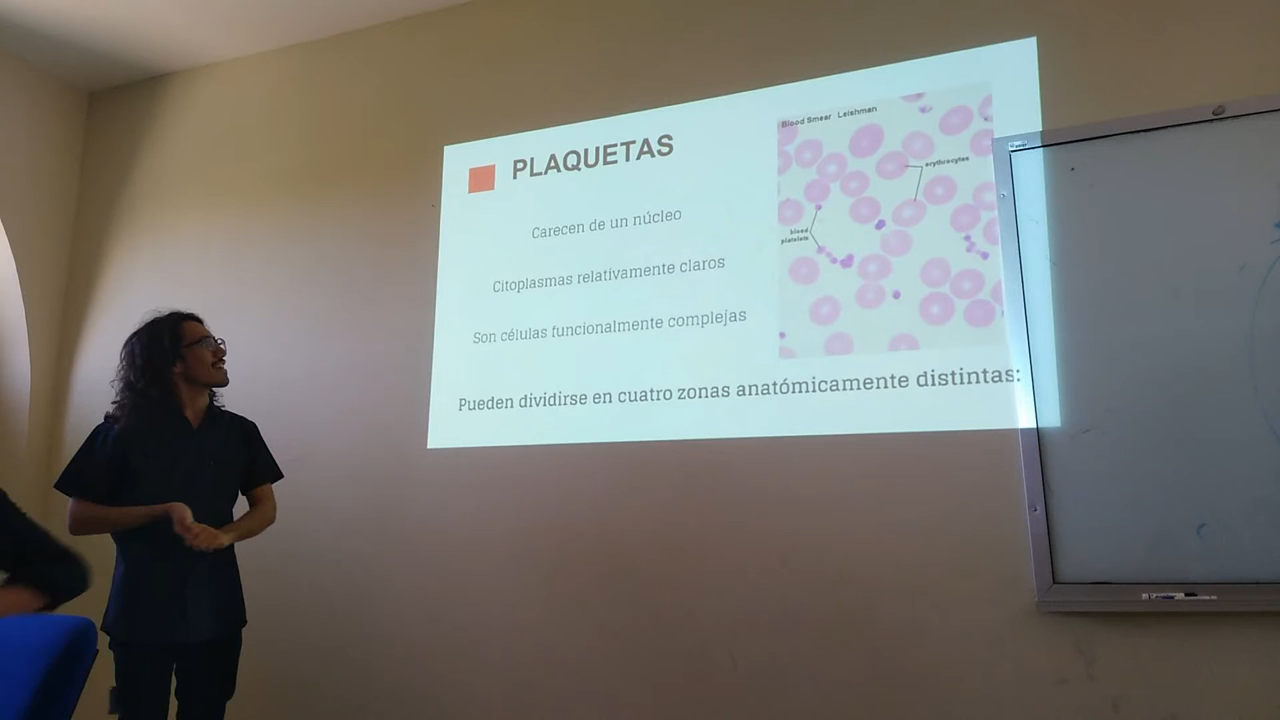 PLAQUETAS
Carecen de un núcleo
Citoplasmas relativamente claros
Son células funcionalmente complejas
Pueden dividirse en cuatro zonas anatómicamente distintas:
Blood Smear Leishman
erythrocytes
blood
platelets